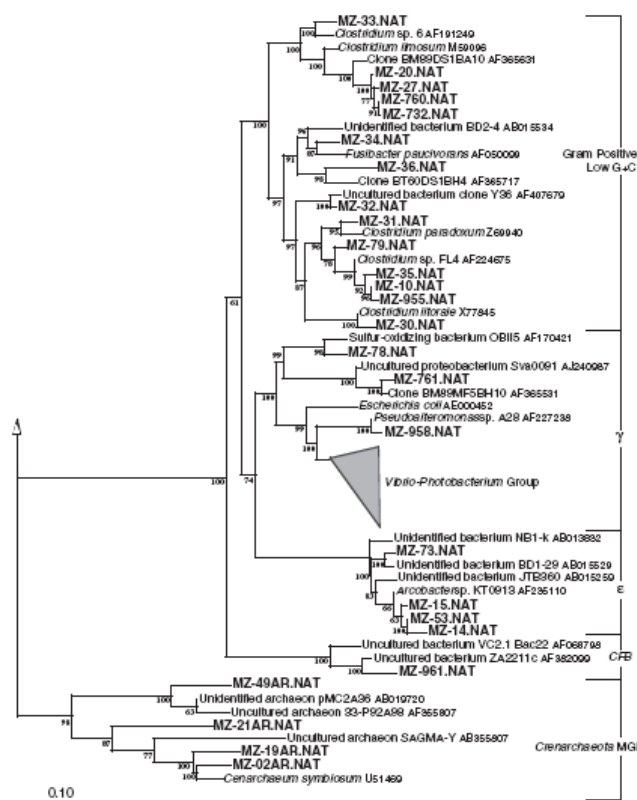 MZ-33.NAT
100
Clostridium sp. 6 AF191249
100
Clostridium limosum M59096
100
Clone BM89DS1BA10 AF365631
100
MZ-20.NAT
100
MZ-27.NAT
77
MZ-760.NAT
91
MZ-732.NAT
100
Unidentified bacterium BD2-4 AB015534
96
MZ-34.NAT
87
Fusibacter paucivorans AF050099
91
MZ-36.NAT
98
Clone BT60DS1BH4 AF365717
97
Uncultured bacterium clone Y36 AF407679
100
MZ-32.NAT
97
MZ-31.NAT
95
Clostridium paradoxum Z69940
96
MZ-79.NAT
78
Clostridium sp. FL4 AF224675
99
MZ-35.NAT
92
MZ-10.NAT
96
MZ-955.NAT
87
Clostridium litorale X77845
100
MZ-30.NAT
Gram Positive
Low G+C
61
Sulfur-oxidizing bacterium OBII5 AF170421
99
98
MZ-78.NAT
Uncultured proteobacterium Sva0091 AJ240987
100
MZ-761.NAT
100
Clone BM89MF5BH10 AF365531
100
Escherichia coli AE000452
99
Pseudoalteromonas sp. A28 AF227238
100
MZ-958.NAT
100
Vibrio-Photobacterium Group
γ
74
100
Unidentified bacterium NB1-k AB013832
MZ-73.NAT
100
100
Unidentified bacterium BD1-29 AB015529
Unidentified bacterium JTB360 AB015259
83
Arcobacter sp. KT0913 AF235110
66
MZ-15.NAT
63
MZ-53.NAT
100
MZ-14.NAT
ε
Uncultured bacterium VC2.1 Bac22 AF068798
100
Uncultured bacterium ZA2211c AF382099
100
MZ-961.NAT
CFB
MZ-49AR.NAT
100
Unidentified archaeon pMC2A36 AB019720
63
Uncultured archaeon 33-P92A98 AF355807
98
MZ-21AR.NAT
87
Uncultured archaeon SAGMA-Y AB355807
77
MZ-19AR.NAT
100
MZ-02AR.NAT
100
Cenarchaeum symbiosum U51469
Crenarchaeota MGI
0.10